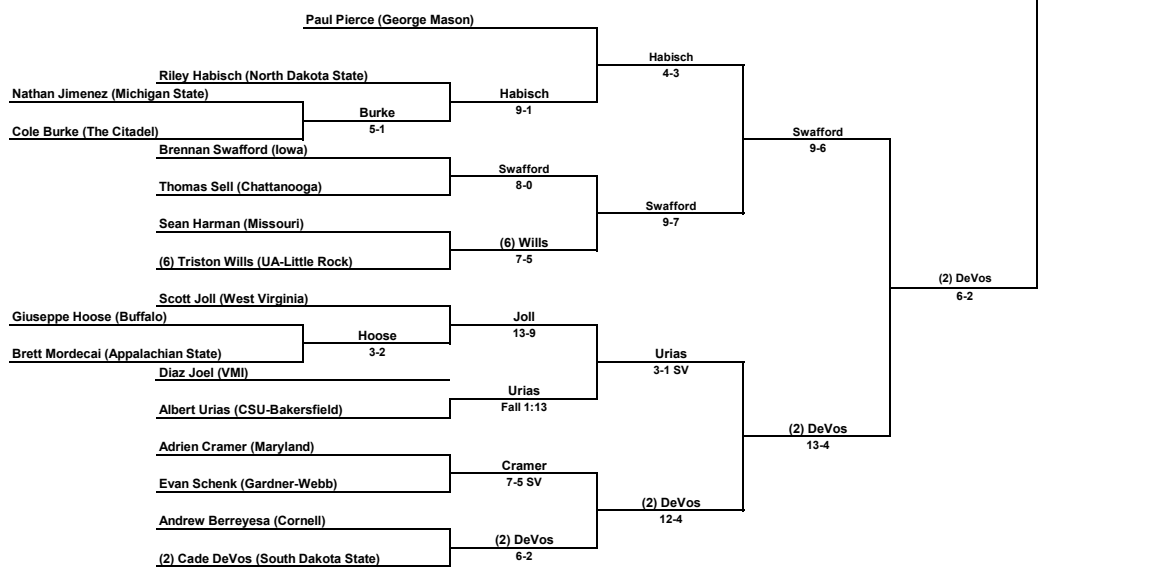 Paul Pierce (George Mason)
Habisch
4-3
Riley Habisch (North Dakota State)
Nathan Jimenez (Michigan State)
Habisch
9-1
Burke
5-1
Cole Burke (The Citadel)
Swafford
9-6
Brennan Swafford (Iowa)
Swafford
8-0
Thomas Sell (Chattanooga)
Swafford
9-7
Sean Harman (Missouri)
(6) Wills
7-5
(6) Triston Wills (UA-Little Rock)
(2) DeVos
6-2
Scott Joll (West Virginia)
Giuseppe Hoose (Buffalo)
Joll
13-9
Hoose
3-2
Brett Mordecai (Appalachian State)
Urias
3-1 SV
Diaz Joel (VMI)
Urias
Fall 1:13
Albert Urias (CSU-Bakersfield)
(2) DeVos
13-4
Adrien Cramer (Maryland)
Cramer
7-5 SV
Evan Schenk (Gardner-Webb)
(2) DeVos
12-4
Andrew Berreyesa (Cornell)
(2) DeVos
6-2
(2) Cade DeVos (South Dakota State)